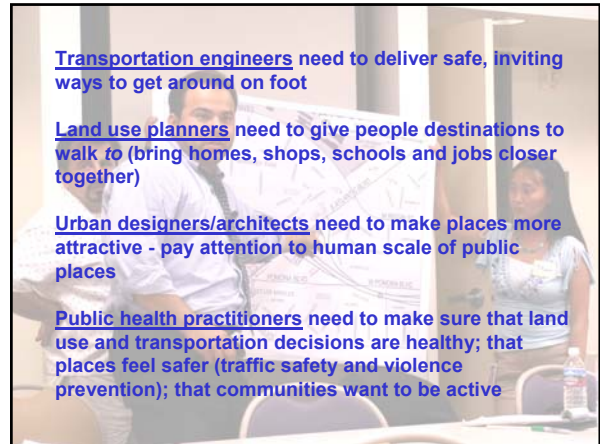 Transportation engineers need to deliver safe, inviting
ways to get around on foot
Land use planners need to give people destinations to
walk to (bring homes, shops, schools and jobs closer
together)
Urban designers/architects need to make places more
attractive - pay attention to human scale of public
places
Public health practitioners need to make sure that land
use and transportation decisions are healthy; that
places feel safer (traffic safety and violence
prevention); that communities want to be active
POMONA BLVD.
W POMONA BLVD.